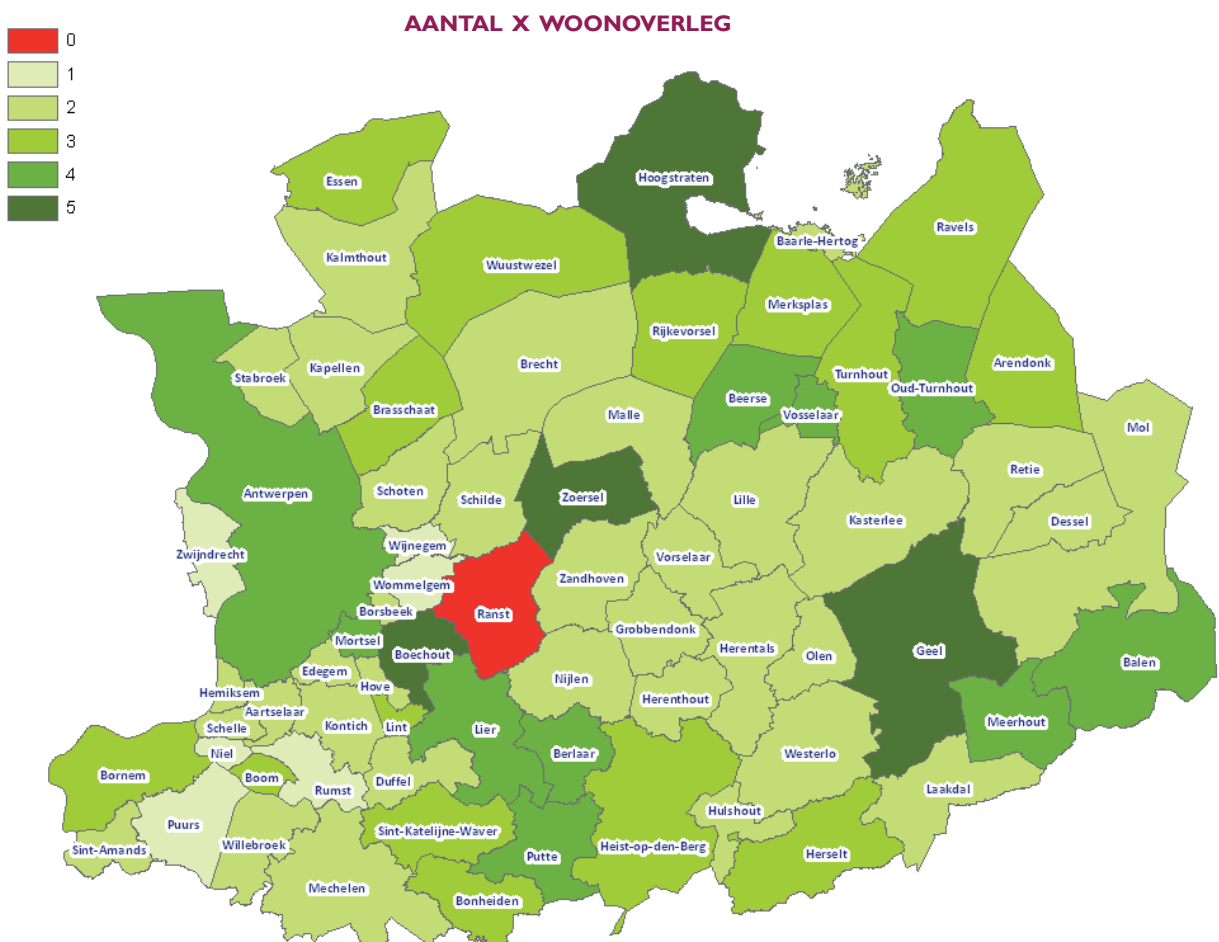 AANTAL X WOONOVERLEG
0
1
2
3
4
5
Hoogstraten
Essen
Ravels
Baarle-Hertog
Kalmthout
Wuustwezel
Merksplas
Rijkevorsel
Brecht
Arendonk
Kapellen
Turnhout
Stabroek
Oud-Turnhout
Beerse
Brasschaat
Vosselaar
Malle
Mol
Retie
Schoten
Antwerpen
Zoersel
Schilde
Lille
Kasterlee
Dessel
Wijnegem
Zwijndrecht
Vorselaar
Zandhoven
Wommelgem
Borsbeek
Ranst
Grobbendonk
Mortsel
Herentals
Geel
Boechout
Olen
Balen
Edegem
Nijlen
Hove
Hemiksem
Herenthout
Aartselaar
Meerhout
Kontich
Lint
Schelle
Lier
Niel
Berlaar
Westerlo
Bornem
Boom
Duffel
Rumst
Laakdal
Hulshout
Puurs
Sint-Katelijne-Waver
Willebroek
Heist-op-den-Berg
Sint-Amands
Herselt
Putte
Mechelen
Bonheiden